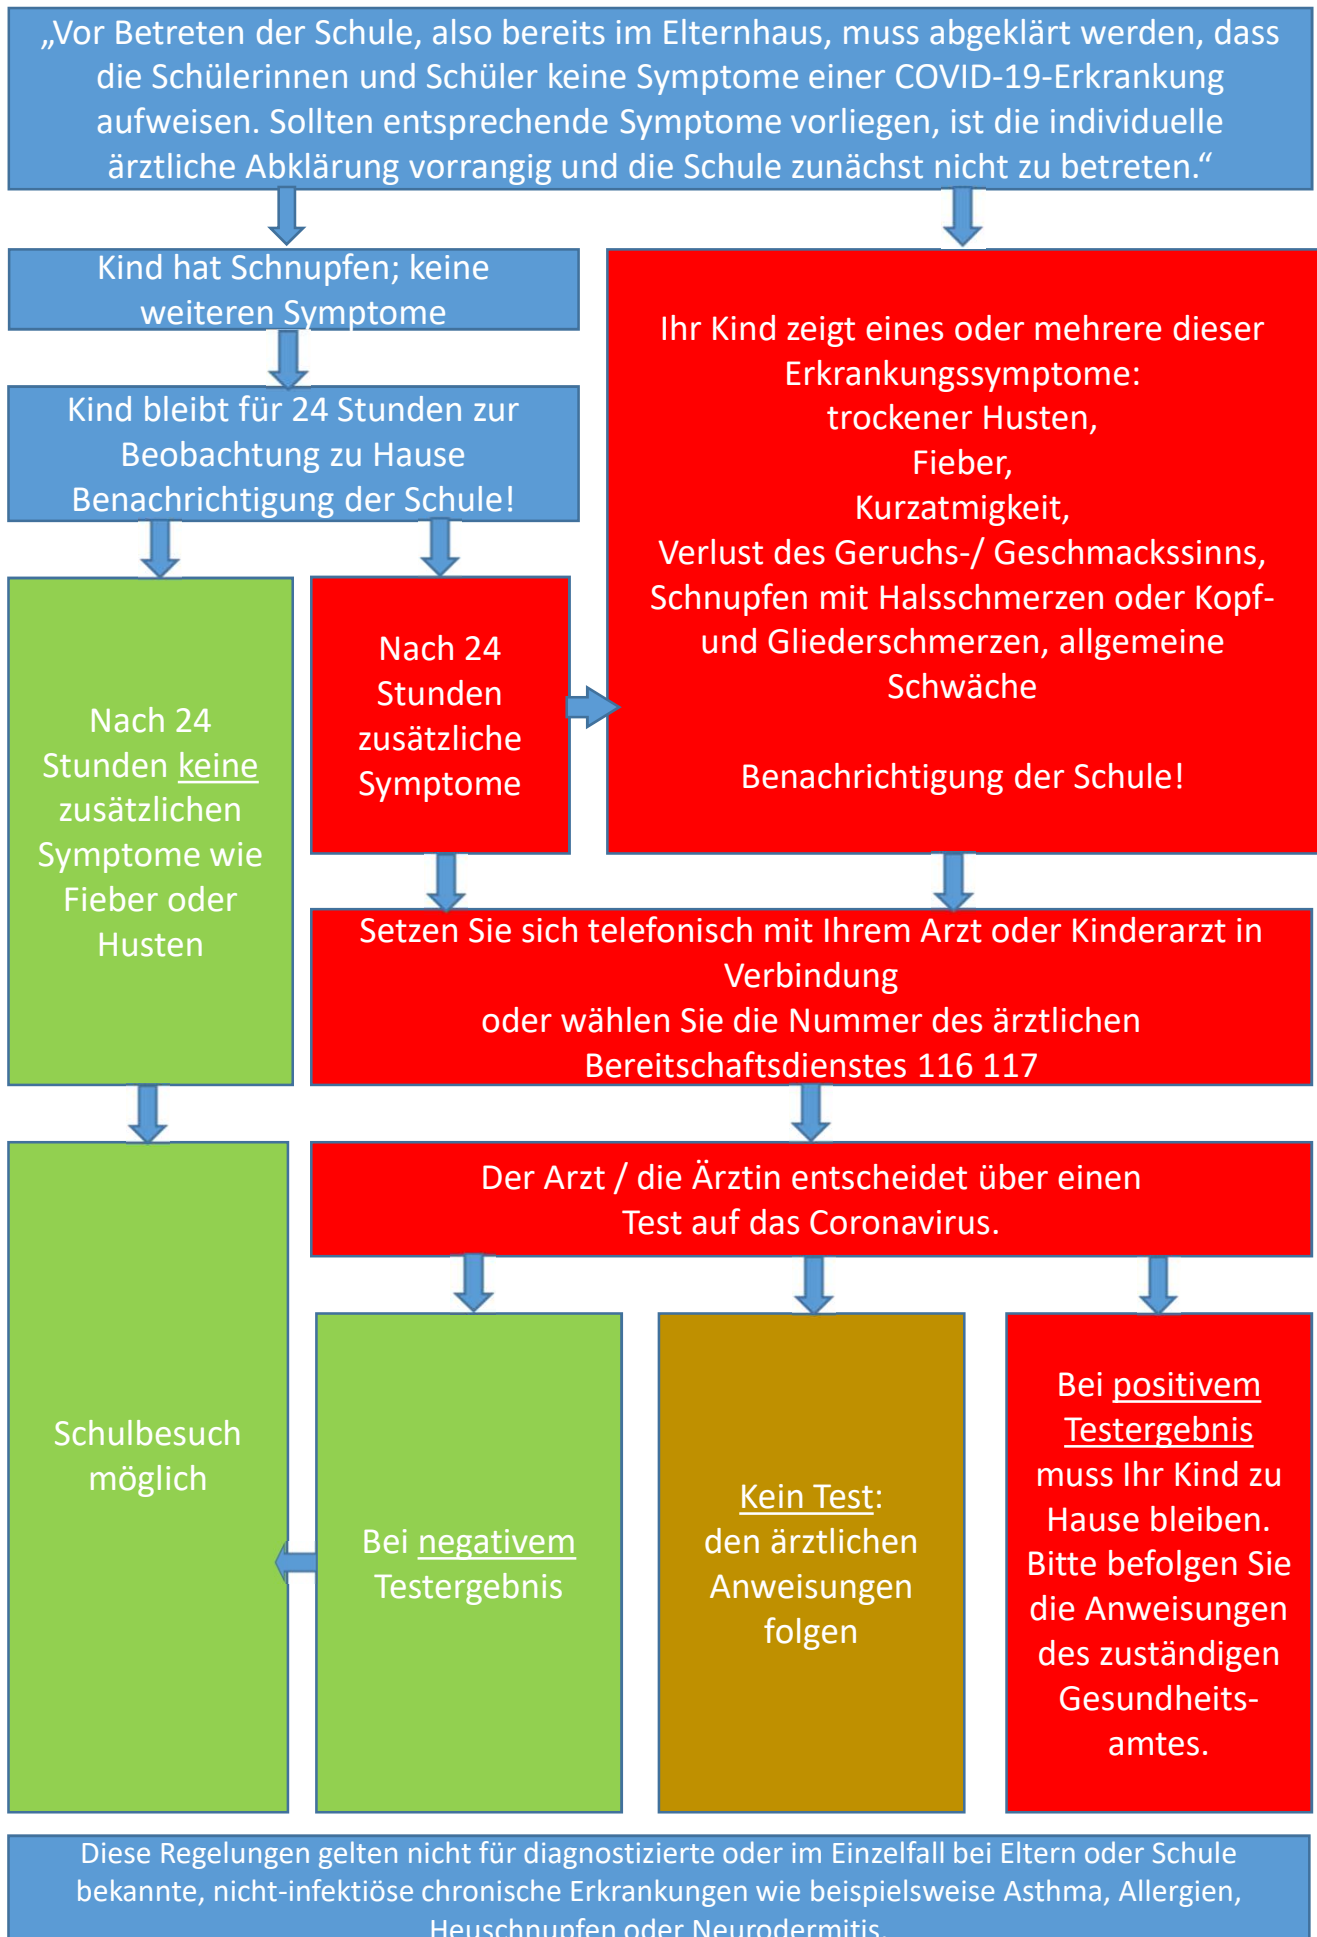 „Vor Betreten der Schule, also bereits im Elternhaus, muss abgeklärt werden, dass
die Schülerinnen und Schüler keine Symptome einer COVID-19-Erkrankung
aufweisen. Sollten entsprechende Symptome vorliegen, ist die individuelle
ärztliche Abklärung vorrangig und die Schule zunächst nicht zu betreten.“
Kind hat Schnupfen; keine
weiteren Symptome
Kind bleibt für 24 Stunden zur
Beobachtung zu Hause
Benachrichtigung der Schule!
Ihr Kind zeigt eines oder mehrere dieser
Erkrankungssymptome:
trockener Husten,
Fieber,
Kurzatmigkeit,
Verlust des Geruchs-/ Geschmackssinns,
Schnupfen mit Halsschmerzen oder Kopf-
und Gliederschmerzen, allgemeine
Schwäche
Benachrichtigung der Schule!
Nach 24
Stunden keine
zusätzlichen
Symptome wie
Fieber oder
Husten
Nach 24
Stunden
zusätzliche
Symptome
Setzen Sie sich telefonisch mit Ihrem Arzt oder Kinderarzt in
Verbindung
oder wählen Sie die Nummer des ärztlichen
Bereitschaftsdienstes 116 117
Der Arzt / die Ärztin entscheidet über einen
Test auf das Coronavirus.
Schulbesuch
möglich
Bei negativem
Testergebnis
Kein Test:
den ärztlichen
Anweisungen
folgen
Bei positivem
Testergebnis
muss Ihr Kind zu
Hause bleiben.
Bitte befolgen Sie
die Anweisungen
des zuständigen
Gesundheits-
amtes.
Diese Regelungen gelten nicht für diagnostizierte oder im Einzelfall bei Eltern oder Schule
bekannte, nicht-infektiöse chronische Erkrankungen wie beispielsweise Asthma, Allergien,
Heuschnupfen oder Neurodermitis.